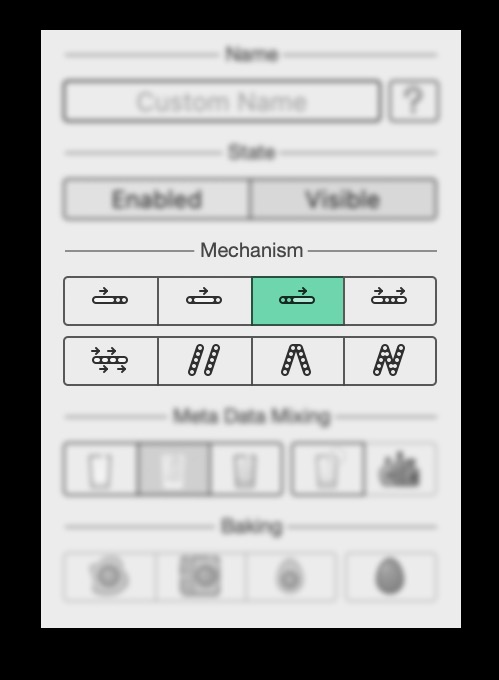 Name
Custom Name
?
State
Enabled Visible
Mechanism
Meta Data Mixing
Baking